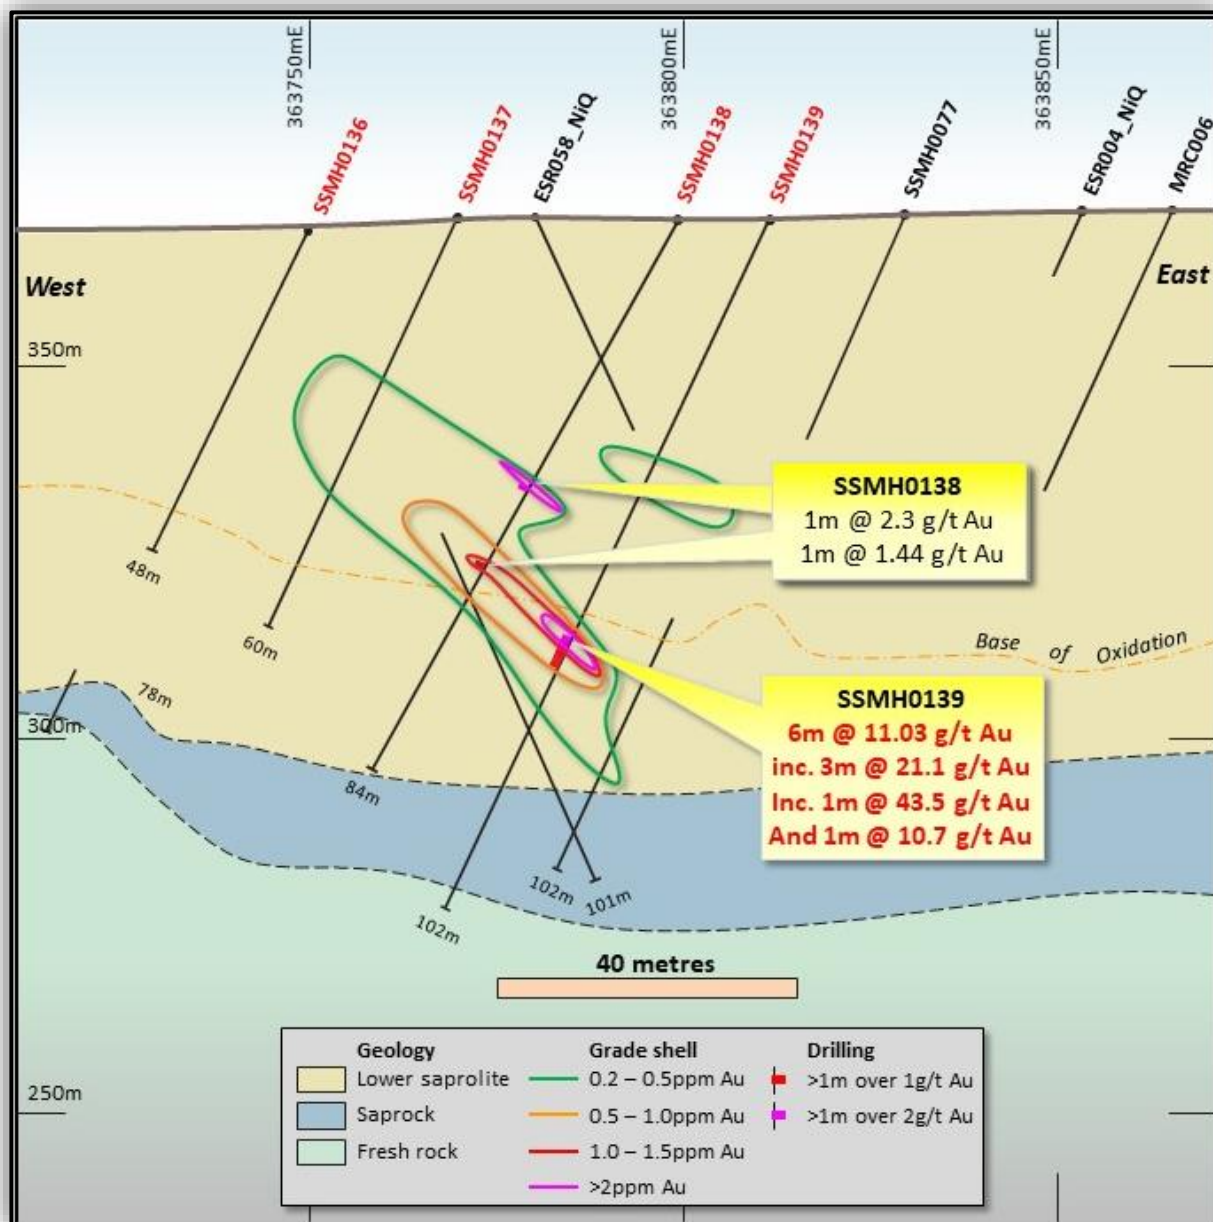 363750mE
363800mE
363850mE
SSMH0136
SSMH0137
ESR058_NiQ
SSMH0138
SSMH0139
SSMH0077
ESR004_NiQ
MRC006
West
East
350m
SSMH0138
1m @ 2.3 g/t Au
1m @ 1.44 g/t Au
48m
60m
Base of Oxidation
78m
300m
SSMH0139
6m @ 11.03 g/t Au
inc. 3m @ 21.1 g/t Au
Inc. 1m @ 43.5 g/t Au
And 1m @ 10.7 g/t Au
84m
102m
101m
102m
40 metres
Geology
Lower saprolite
Saprock
Fresh rock
Grade shell
0.2 – 0.5ppm Au
0.5 – 1.0ppm Au
1.0 – 1.5ppm Au
>2ppm Au
Drilling
>1m over 1g/t Au
>1m over 2g/t Au
250m